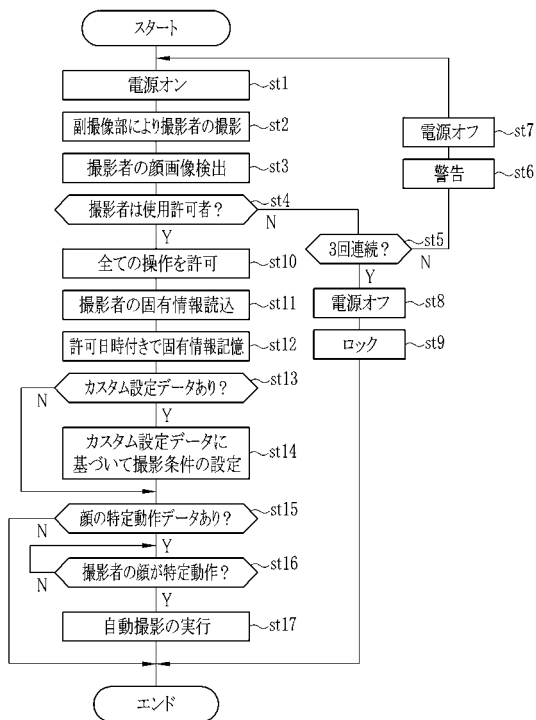 スタート
電源オン
st1
副撮像部により撮影者の撮影
st2
撮影者の顔画像検出
st3
撮影者は使用許可者?
st4
N
Y
3回連続?
st5
N
Y
警告
st6
電源オフ
st7
電源オフ
st8
ロック
st9
全ての操作を許可
st10
撮影者の固有情報読込
st11
許可日時付きで固有情報記憶
st12
カスタム設定データあり?
st13
N
Y
カスタム設定データに
基づいて撮影条件の設定
st14
顔の特定動作データあり?
st15
N
Y
撮影者の顔が特定動作?
st16
N
Y
自動撮影の実行
st17
エンド